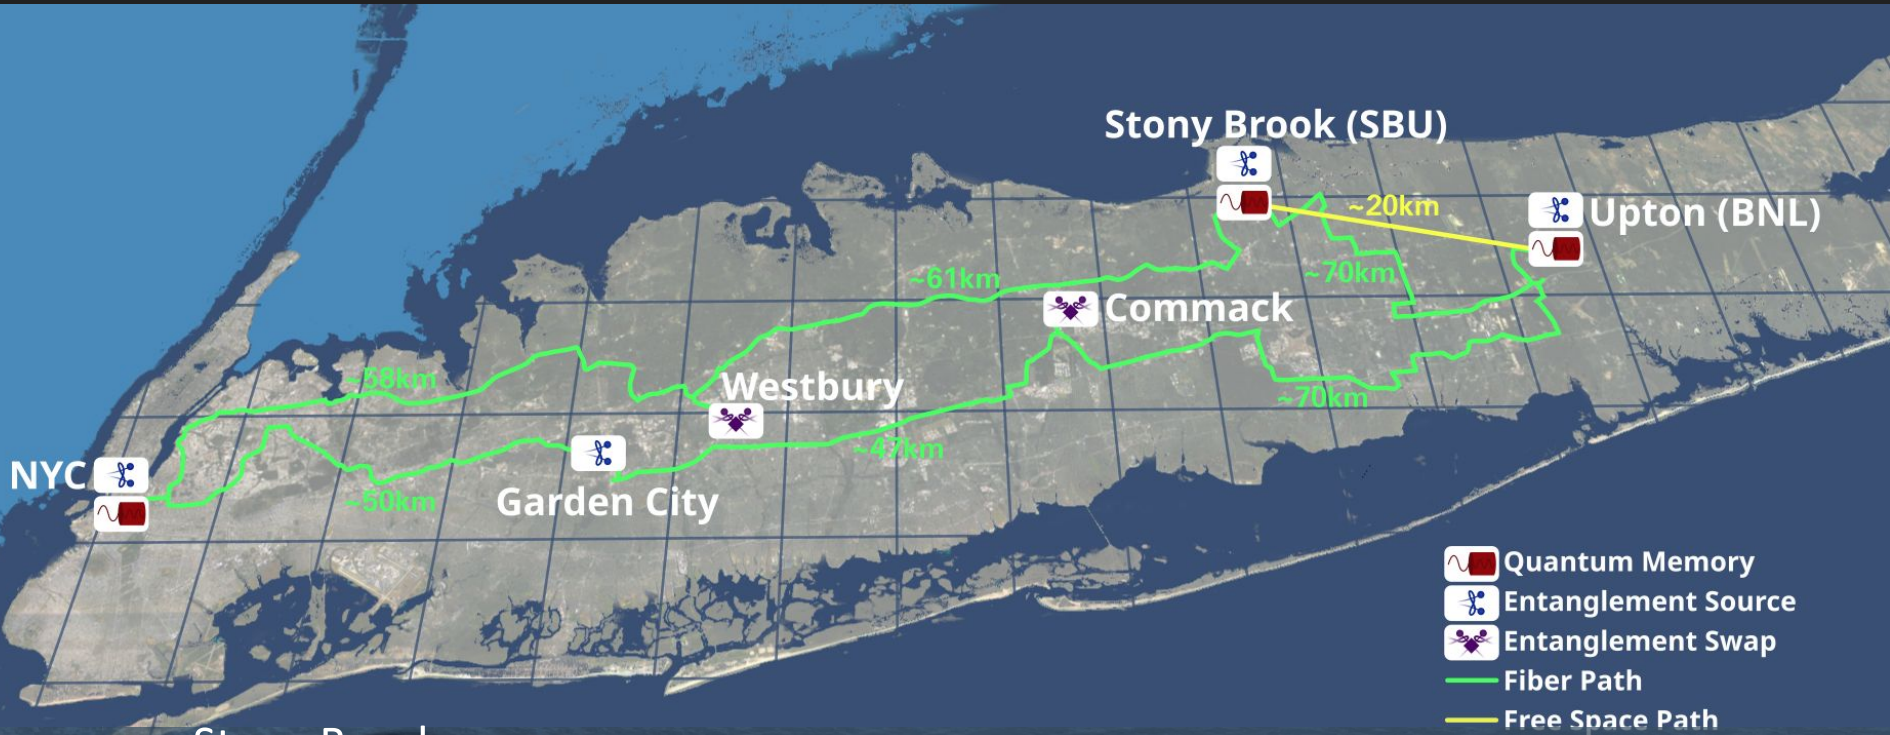 Stony Brook (SBU)
~20km
Upton (BNL)
~61km
~70km
Commack
~58km
Westbury
~70km
~47km
NYC
~50km
Garden City
Quantum Memory
Entanglement Source
Entanglement Swap
Fiber Path
Free Space Path